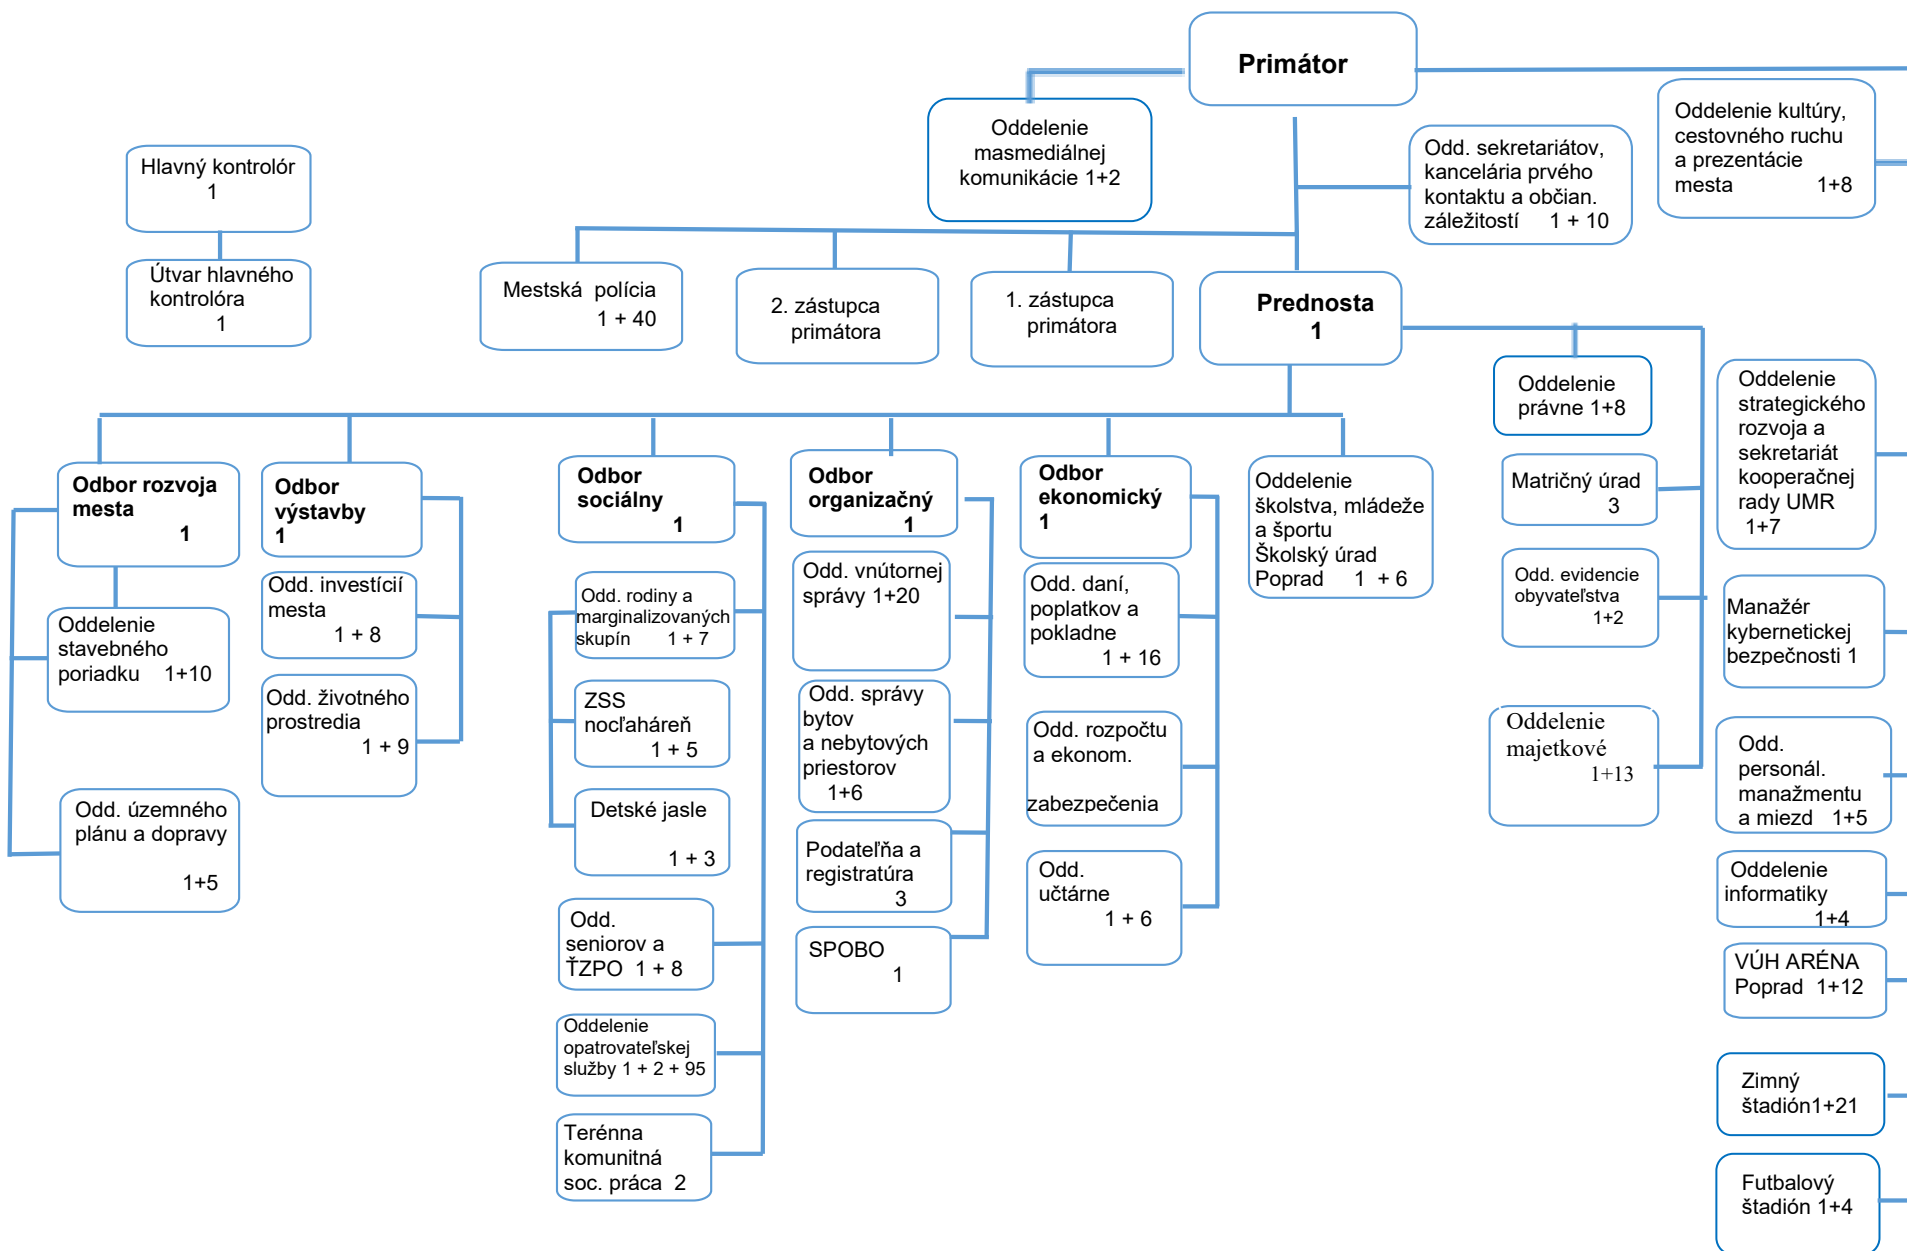 Primátor
Oddelenie
masmediálnej
komunikácie 1+2
Odd. sekretariátov,
kancelária prvého
kontaktu a občian.
záležitostí 1 + 10
Oddelenie kultúry,
cestovného ruchu
a prezentácie
mesta 1+8
Hlavný kontrolór
1
Útvar hlavného
kontrolóra
1
Mestská polícia
1 + 40
2. zástupca
primátora
1. zástupca
primátora
Prednosta
1
Oddelenie
právne 1+8
Matričný úrad
3
Odd. evidencie
obyvateľstva
1+2
Oddelenie
majetkové
1+13
Oddelenie
strategického
rozvoja a
sekretariát
kooperačnej
rady UMR
1+7
Manažér
kybernetickej
bezpečnosti 1
Odd.
personál.
manažmentu
a miezd 1+5
Oddelenie
informatiky
1+4
VÚH ARÉNA
Poprad 1+12
Zimný
štadión1+21
Futbalový
štadión 1+4
Odbor rozvoja
mesta
1
Oddelenie
stavebného
poriadku 1+10
Odd. územného
plánu a dopravy
1+5
Odbor
výstavby
1
Odd. investícií
mesta
1 + 8
Odd. životného
prostredia
1 + 9
Odbor
sociálny
1
Odd. rodiny a
marginalizovaných
skupín 1 + 7
ZSS
nocľaháreň
1 + 5
Detské jasle
1 + 3
Odd.
seniorov a
ŤZPO 1 + 8
Oddelenie
opatrovateľskej
služby 1 + 2 + 95
Terénna
komunitná
soc. práca 2
Odbor
organizačný
1
Odd. vnútornej
správy 1+20
Odd. správy
bytov
a nebytových
priestorov
1+6
Podateľňa a
registratúra
3
SPOBO
1
Odbor
ekonomický
1
Odd. daní,
poplatkov a
pokladne
1 + 16
Odd. rozpočtu
a ekonom.
zabezpečenia
Odd.
učtárne
1 + 6
Oddelenie
školstva, mládeže
a športu
Školský úrad
Poprad 1 + 6